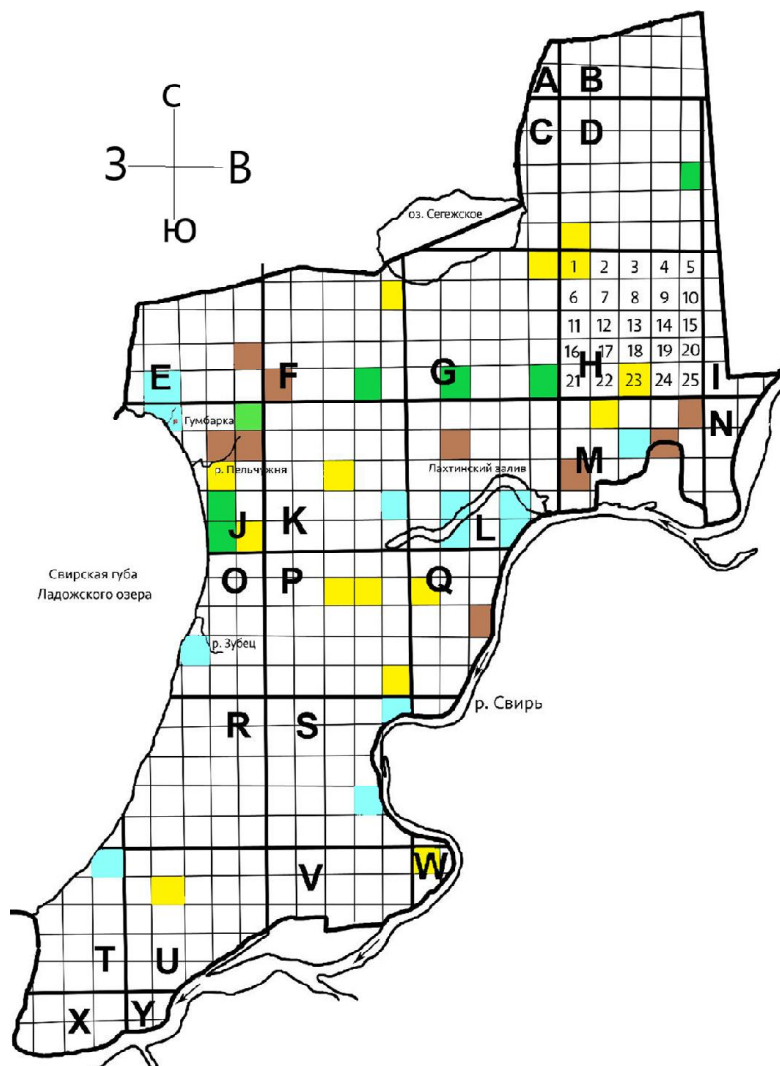 A B
С
C D
З В
оз. Сегежское
Ю
1 2 3 4 5
6 7 8 9 10
11 12 13 14 15
16 17 18 19 20
E F G H I
21 22 23 24 25
Гумбарка
N
р. Пельчужня
Лахтинский залив
M
J K L
Свирская губа
Ладожского озера
O P Q
р. Зубец
р. Свирь
R S
V W
T U
X Y